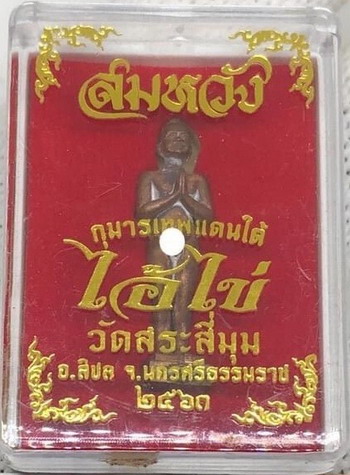 สมหวัง
กุมารเทพแดนใต้
ไอ้ไข่
วัดสระสี่มุม
อ.สิชล จ.นครศรีธรรมราช
๒๕๖๓